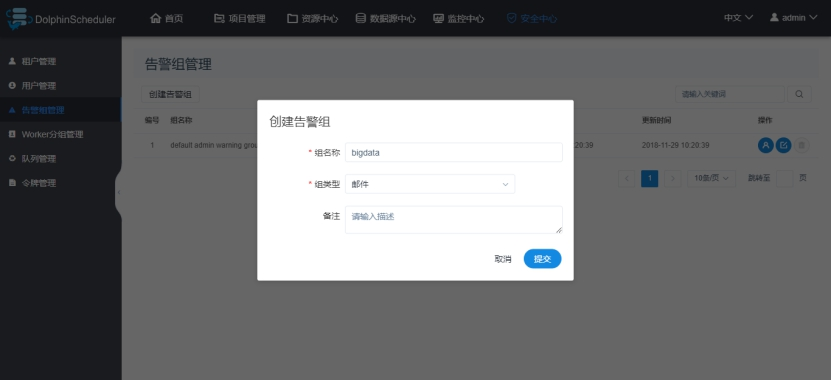 DolphinScheduler 首页 项目管理 资源中心 数据源中心 监控中心 安全中心 中文 admin
租户管理
用户管理
告警组管理
Worker分组管理
队列管理
令牌管理
告警组管理
创建告警组 请输入关键词
编号 组名称 更新时间 操作
1 default admin warning grou 20:39 2018-11-29 10:20:39
1 10条/页 跳转至 页
创建告警组
* 组名称 bigdata
* 组类型 邮件
备注 请输入描述
取消 提交